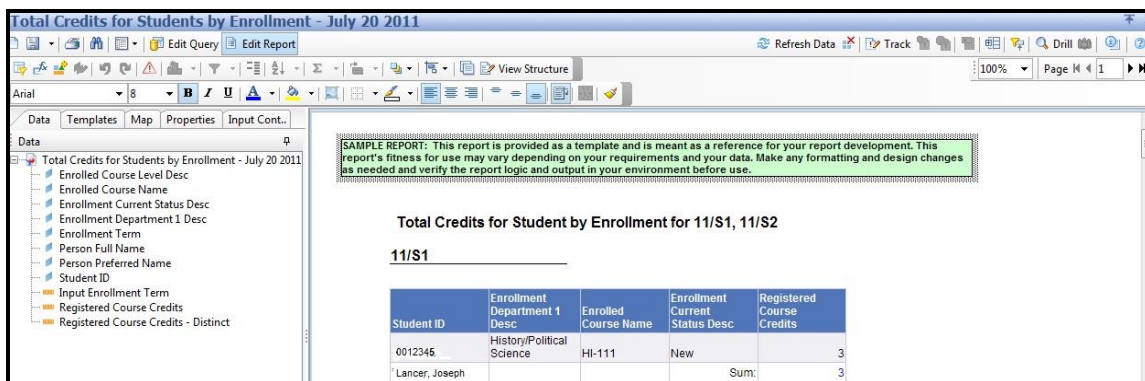 Total Credits for Students by Enrollment - July 20 2011
Edit Query Edit Report Refresh Data Track Drill
View Structure 100% Page 1
Arial 8 B I U A
Data Templates Map Properties Input Cont..
Data
Total Credits for Students by Enrollment - July 20 2011
Enrolled Course Level Desc
Enrolled Course Name
Enrollment Current Status Desc
Enrollment Department 1 Desc
Enrollment Term
Person Full Name
Person Preferred Name
Student ID
Input Enrollment Term
Registered Course Credits
Registered Course Credits - Distinct
SAMPLE REPORT: This report is provided as a template and is meant as a reference for your report development. This
report's fitness for use may vary depending on your requirements and your data. Make any formatting and design changes
as needed and verify the report logic and output in your environment before use.
Total Credits for Student by Enrollment for 11/S1, 11/S2
11/S1
Student ID
Enrollment
Department 1
Desc
Enrolled
Course Name
Enrollment
Current
Status Desc
Registered
Course
Credits
0012345
History/Political
Science
HI-111
New
3
Lancer, Joseph
Sum:
3